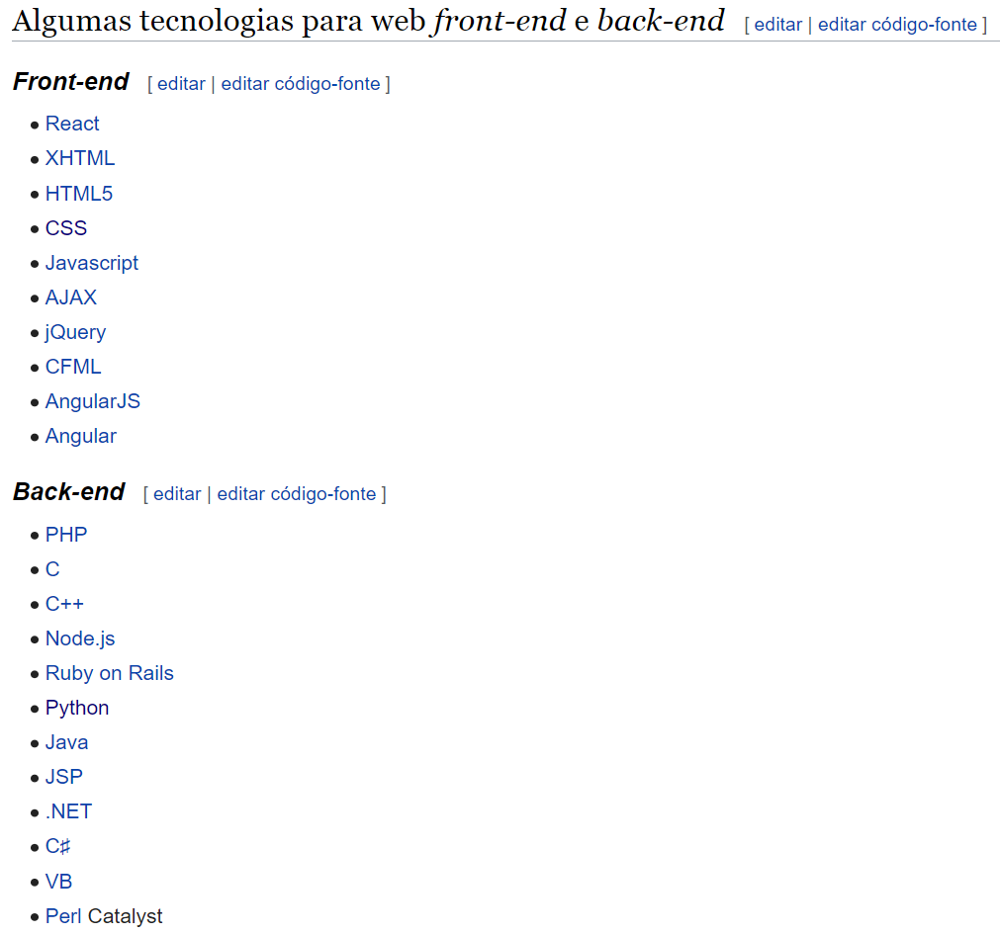 Algumas tecnologias para web front-end e back-end [ editar | editar código-fonte ]
Front-end [ editar | editar código-fonte ]
• React
• XHTML
• HTML5
• CSS
• Javascript
• AJAX
• jQuery
• CFML
• AngularJS
• Angular
Back-end [ editar | editar código-fonte ]
• PHP
• C
• C++
• Node.js
• Ruby on Rails
• Python
• Java
• JSP
• .NET
• C♯
• VB
• Perl Catalyst